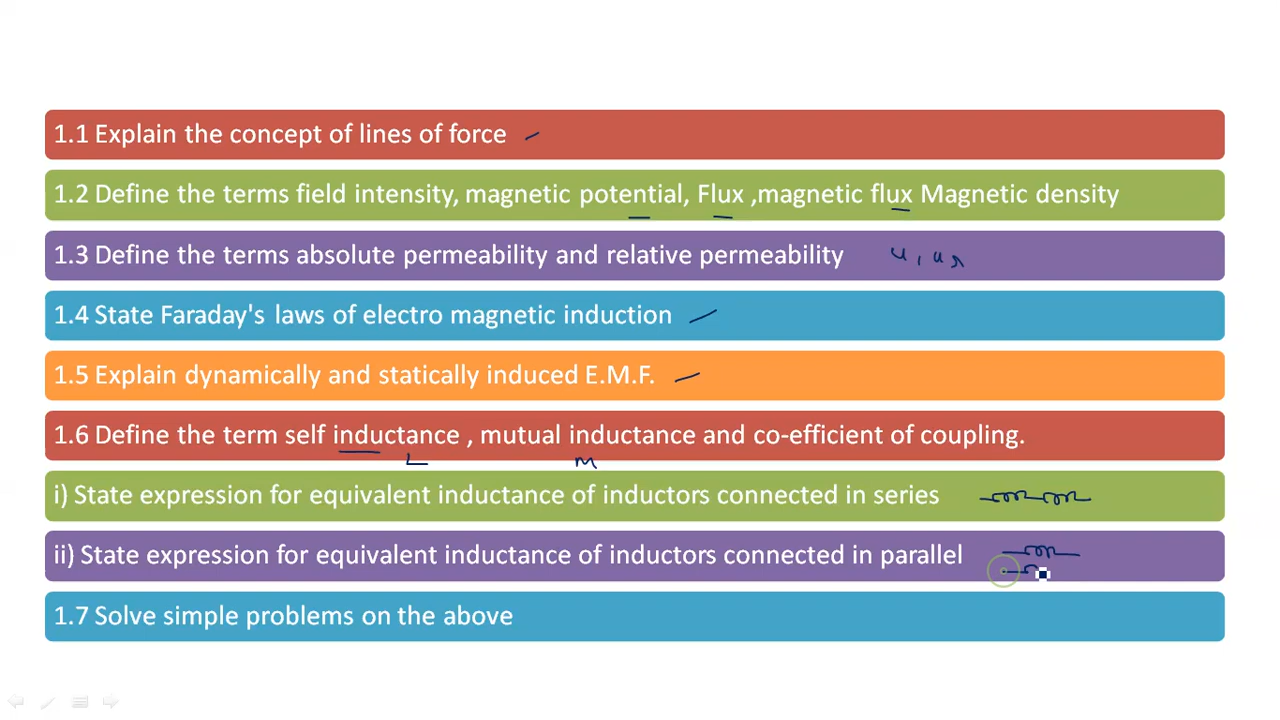 1.1 Explain the concept of lines of force
1.2 Define the terms field intensity, magnetic potential, Flux ,magnetic flux Magnetic density
1.3 Define the terms absolute permeability and relative permeability u, ur
1.4 State Faraday's laws of electro magnetic induction
1.5 Explain dynamically and statically induced E.M.F.
1.6 Define the term self inductance , mutual inductance and co-efficient of coupling.
L M
i) State expression for equivalent inductance of inductors connected in series
ii) State expression for equivalent inductance of inductors connected in parallel
1.7 Solve simple problems on the above